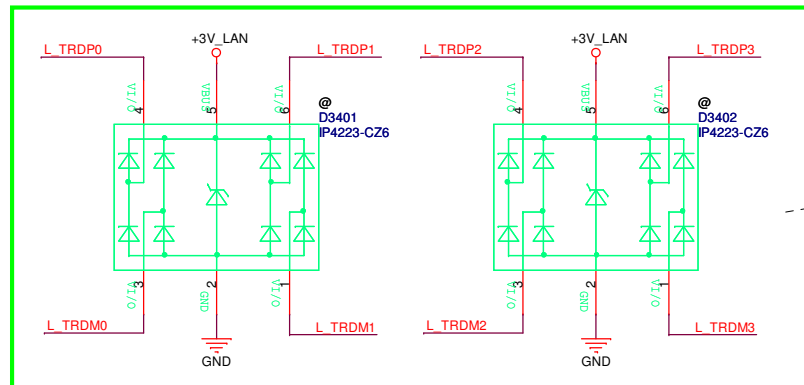 L_TRDP0
+3V_LAN
L_TRDP1
L_TRDP2
+3V_LAN
L_TRDP3
VI/O
4
VBUS
5
VI/O
6
@
D3401
IP4223-CZ6
VI/O
4
VBUS
5
VI/O
6
@
D3402
IP4223-CZ6
VI/O
3
GND
2
VI/O
1
VI/O
3
GND
2
VI/O
1
L_TRDM0
L_TRDM1
L_TRDM2
L_TRDM3
GND
GND